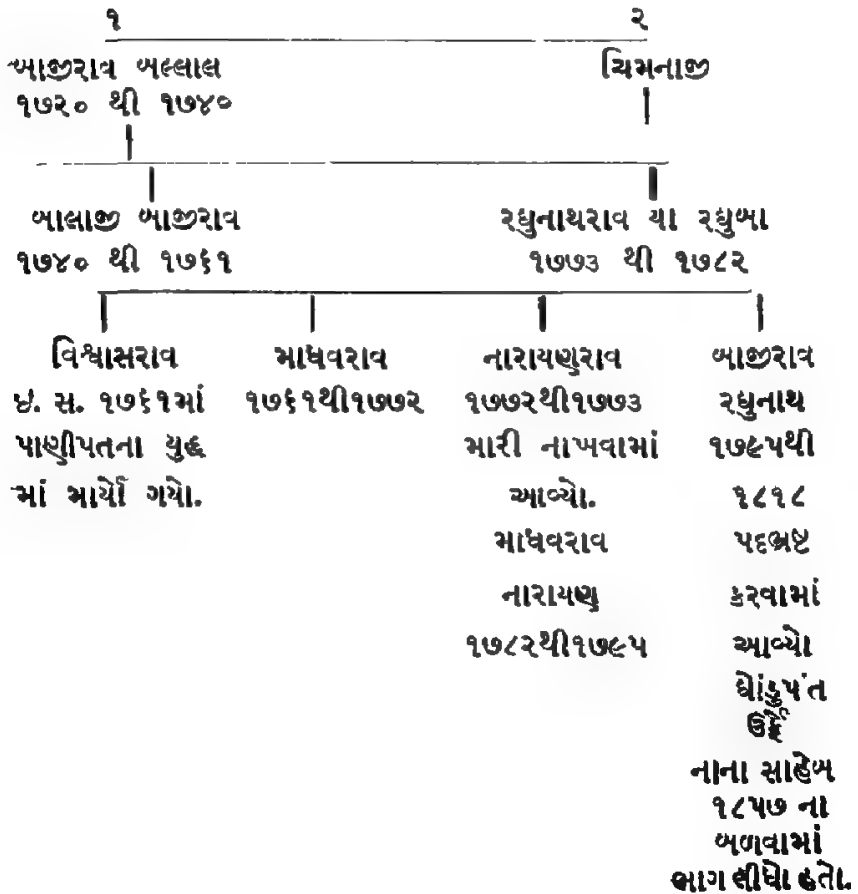 ૧ ૨
બાજીરાવ બલ્લાલ ચિમનાજી
૧૭૨૦ થી ૧૭૪૦
બાલાજી બાજીરાવ રઘુનાથરાવ યા રઘુબા
૧૭૪૦ થી ૧૭૬૧ ૧૭૭૩ થી ૧૭૮૨
વિશ્વાસરાવ માધવરાવ નારાયણરાવ બાજીરાવ
ઇ. સ. ૧૭૬૧માં ૧૭૬૧થી૧૭૭૨ ૧૭૭૨થી૧૭૭૩ રઘુનાથ
પાણીપતના યુદ્ધ મારી નાખવામાં ૧૭૯૫થી
માં માર્યો ગયો. આવ્યો. ૧૮૧૮
માધવરાવ પદભ્રષ્ટ
નારાયણ કરવામાં
૧૭૮૨થી૧૭૯૫ આવ્યો
ધોંડુપંત
ઉર્ફે
નાના સાહેબ
૧૮૫૭ ના
બળવામાં
ભાગ લીધો હતો.